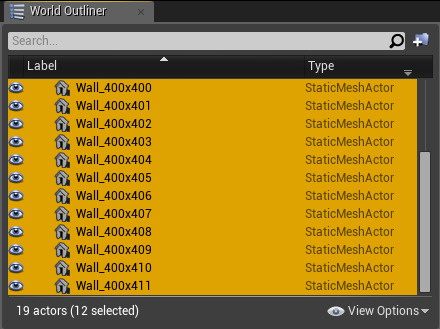 World Outliner
Search...
Label Type
Wall_400x400 StaticMeshActor
Wall_400x401 StaticMeshActor
Wall_400x402 StaticMeshActor
Wall_400x403 StaticMeshActor
Wall_400x404 StaticMeshActor
Wall_400x405 StaticMeshActor
Wall_400x406 StaticMeshActor
Wall_400x407 StaticMeshActor
Wall_400x408 StaticMeshActor
Wall_400x409 StaticMeshActor
Wall_400x410 StaticMeshActor
Wall_400x411 StaticMeshActor
19 actors (12 selected) View Options